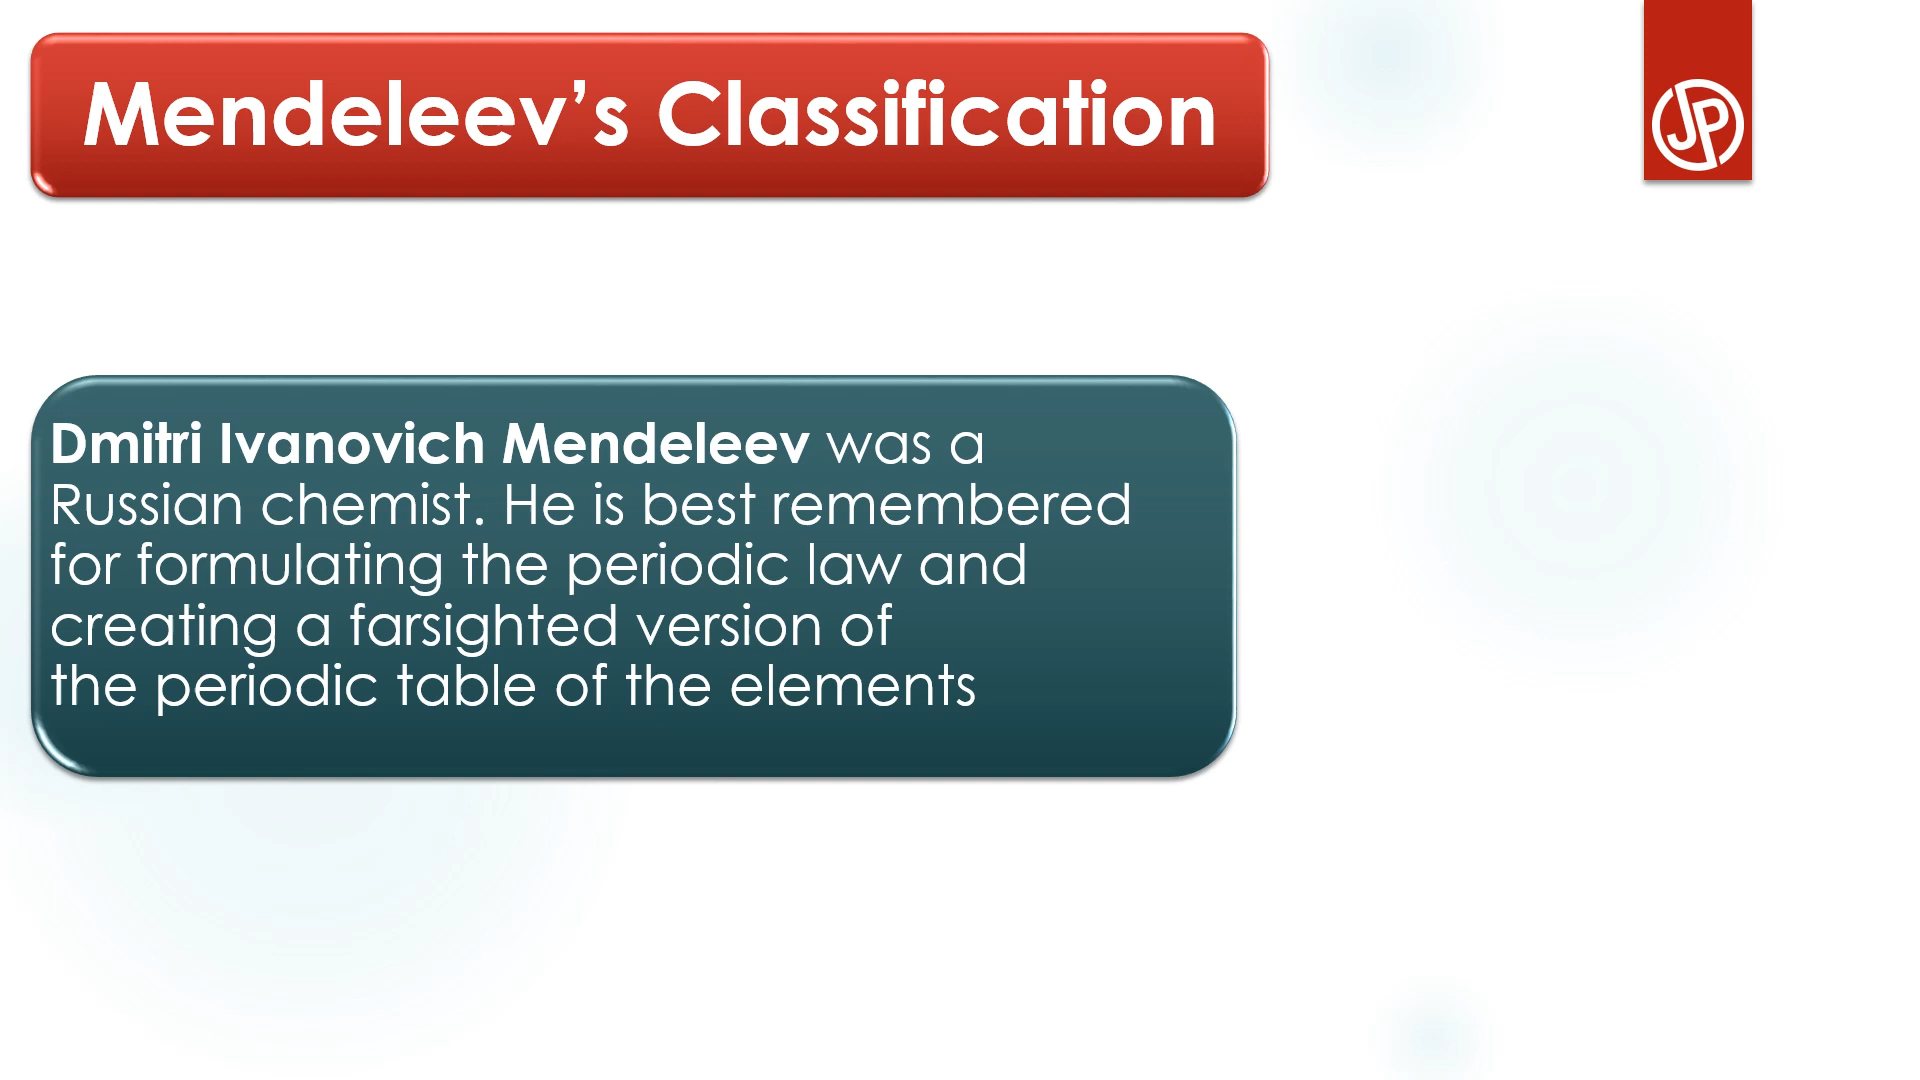 Mendeleev’s Classification
JP
Dmitri Ivanovich Mendeleev was a
Russian chemist. He is best remembered
for formulating the periodic law and
creating a farsighted version of
the periodic table of the elements